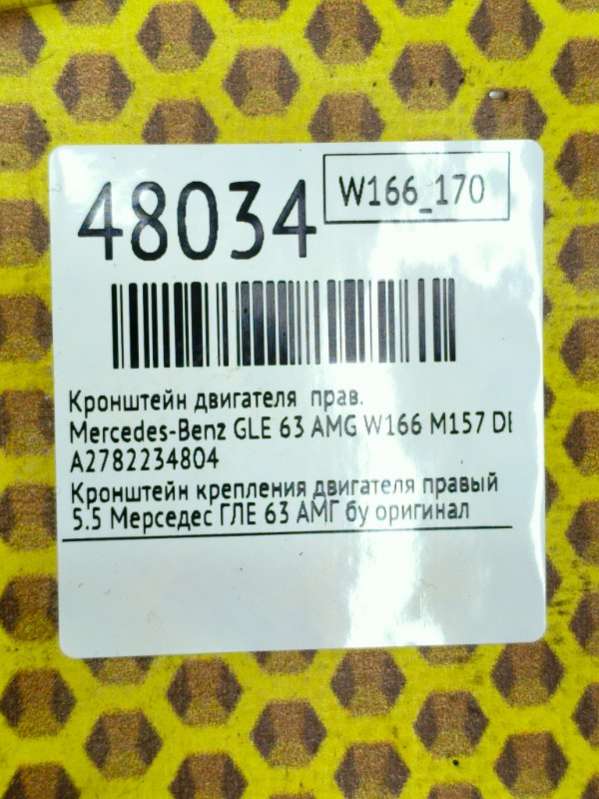 48034
W166_170
Кронштейн двигателя прав.
Mercedes-Benz GLE 63 AMG W166 M157 DE
A2782234804
Кронштейн крепления двигателя правый
5.5 Мерседес ГЛЕ 63 АМГ бу оригинал